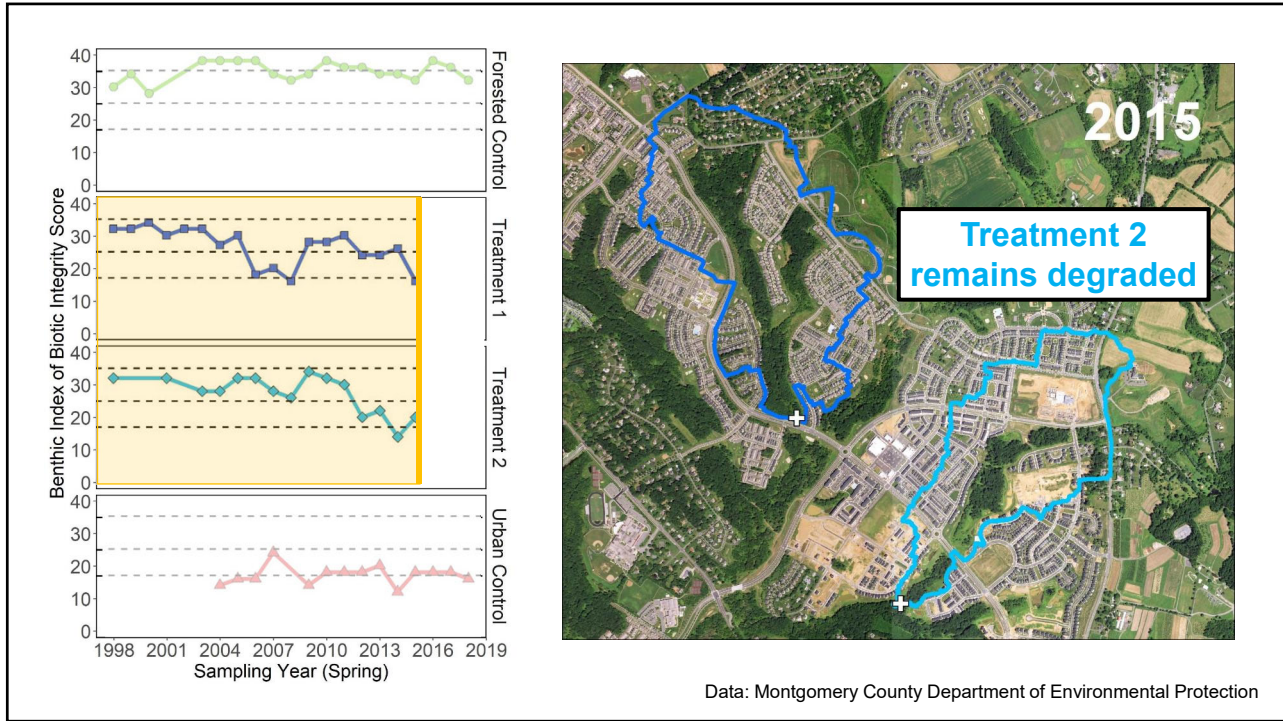 40
30
20
10
0
Forested Control
40
30
20
10
0
Treatment 1
40
30
20
10
0
Treatment 2
40
30
20
10
0
Urban Control
Benthic Index of Biotic Integrity Score
1998 2001 2004 2007 2010 2013 2016 2019
Sampling Year (Spring)
2015
Treatment 2
remains degraded
Data: Montgomery County Department of Environmental Protection